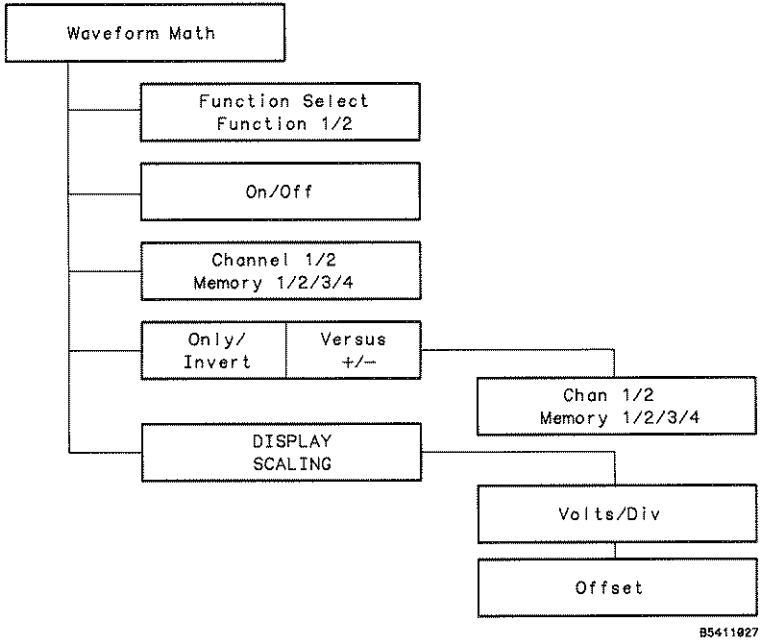 Waveform Math
Function Select
Function 1/2
On/Off
Channel 1/2
Memory 1/2/3/4
Only/
Invert
Versus
+/−
Chan 1/2
Memory 1/2/3/4
DISPLAY
SCALING
Volts/Div
Offset
B5411027